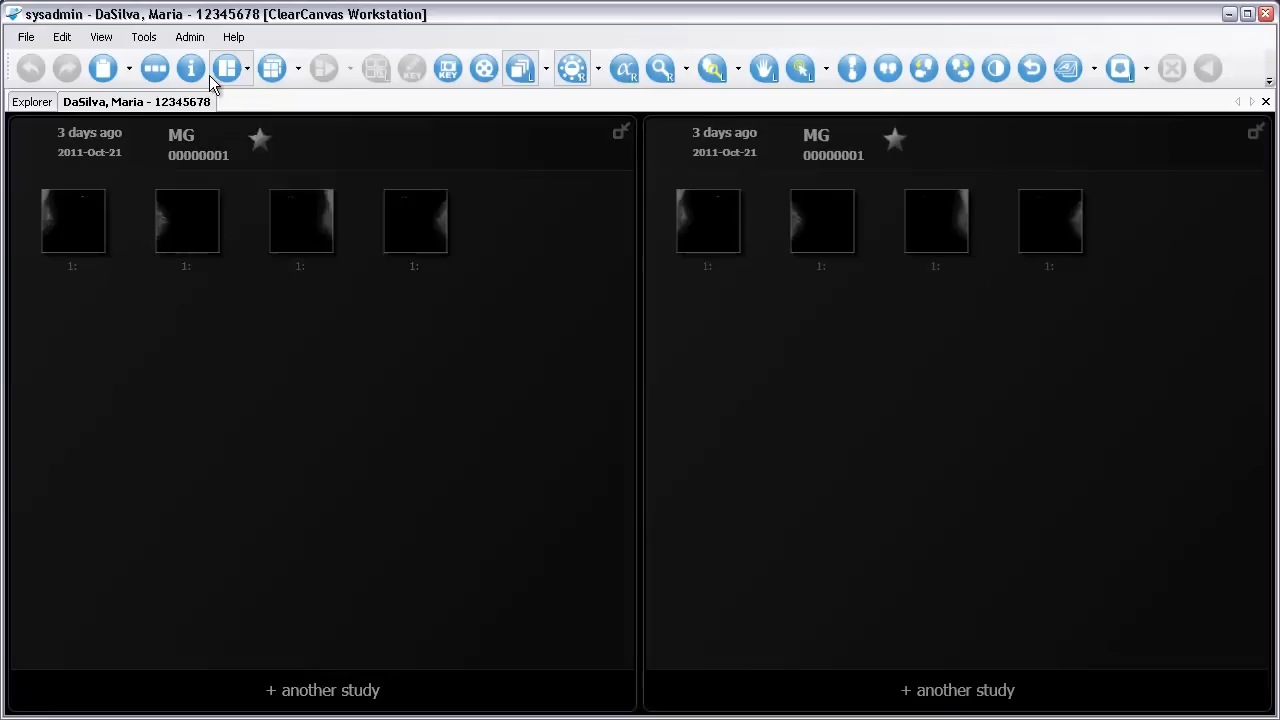 sysadmin - DaSilva, Maria - 12345678 [ClearCanvas Workstation]
File Edit View Tools Admin Help
KEY KEY L R R R L L L L
Explorer DaSilva, Maria - 12345678
3 days ago MG
2011-Oct-21 00000001
1: 1: 1: 1:
+ another study
3 days ago MG
2011-Oct-21 00000001
1: 1: 1: 1:
+ another study